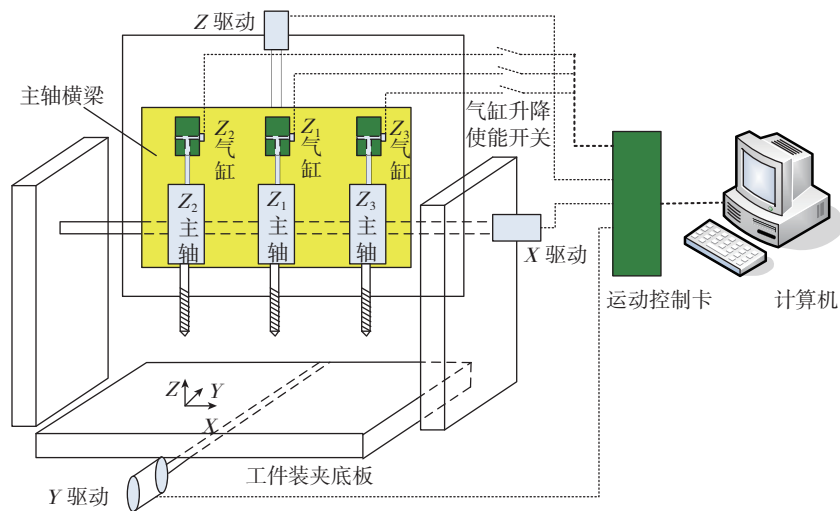 Z 驱动
主轴横梁
Z2 气缸
Z1 气缸
Z3 气缸
气缸升降
使能开关
Z2 主轴
Z1 主轴
Z3 主轴
X 驱动
运动控制卡
计算机
Z
Y
X
工件装夹底板
Y 驱动